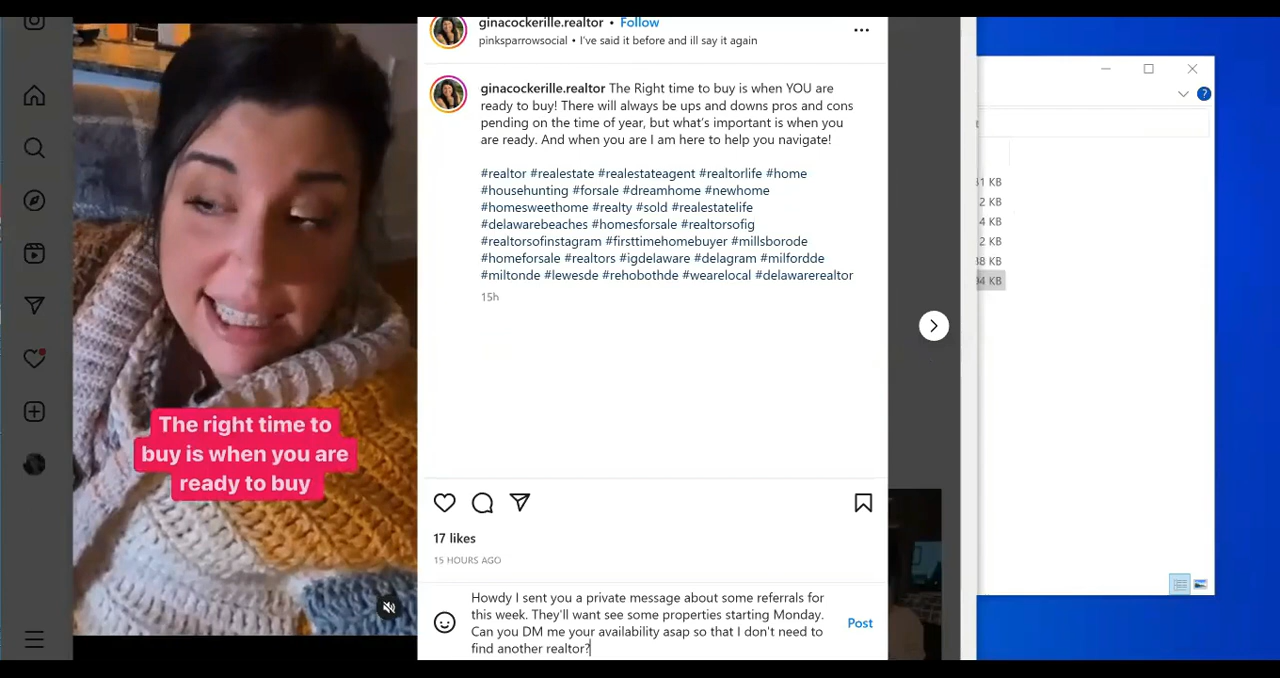 ginacockerille.realtor • Follow
pinksparrowsocial • I've said it before and ill say it again
ginacockerille.realtor The Right time to buy is when YOU are
ready to buy! There will always be ups and downs pros and cons
pending on the time of year, but what's important is when you
are ready. And when you are I am here to help you navigate!
#realtor #realestate #realestateagent #realtorlife #home
#househunting #forsale #dreamhome #newhome
#homesweethome #realty #sold #realestatelife
#delawarebeaches #homesforsale #realtorsofig
#realtorsofinstagram #firsttimehomebuyer #millsborode
#homeforsale #realtors #igdelaware #delagram #milfordde
#miltonde #lewesde #rehobothde #wearelocal #delawarerealtor
15h
The right time to
buy is when you are
ready to buy
17 likes
15 HOURS AGO
Howdy I sent you a private message about some referrals for
this week. They'll want see some properties starting Monday.
Can you DM me your availability asap so that I don't need to
find another realtor?
Post
?
31 KB
2 KB
4 KB
2 KB
38 KB
94 KB